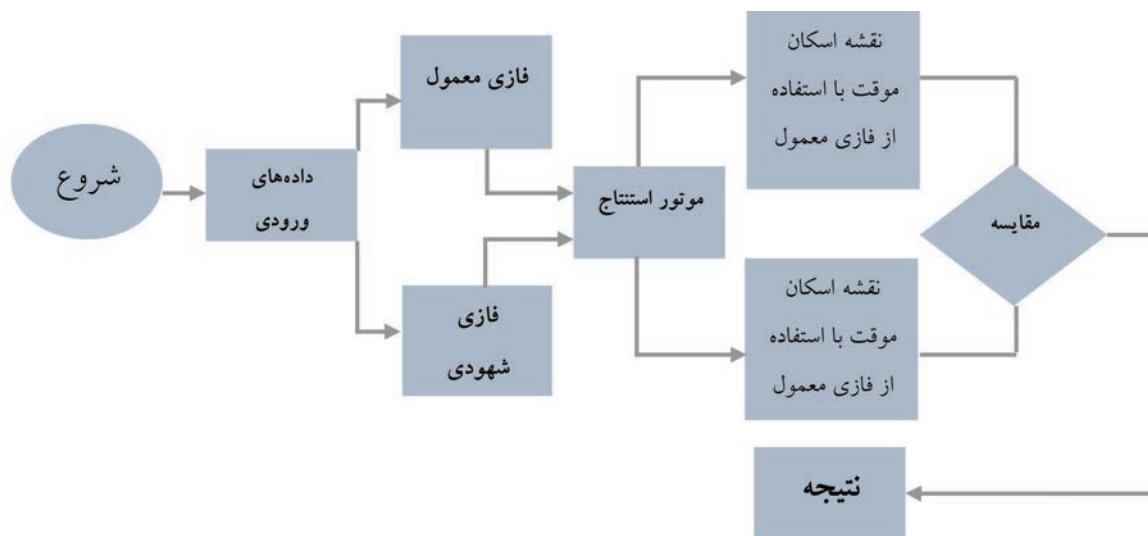 شروع
داده‌های
ورودی
فازی معمول
فازی
شهودی
موتور استنتاج
نقشه اسکان
موقت با استفاده
از فازی معمول
نقشه اسکان
موقت با استفاده
از فازی معمول
مقایسه
نتیجه